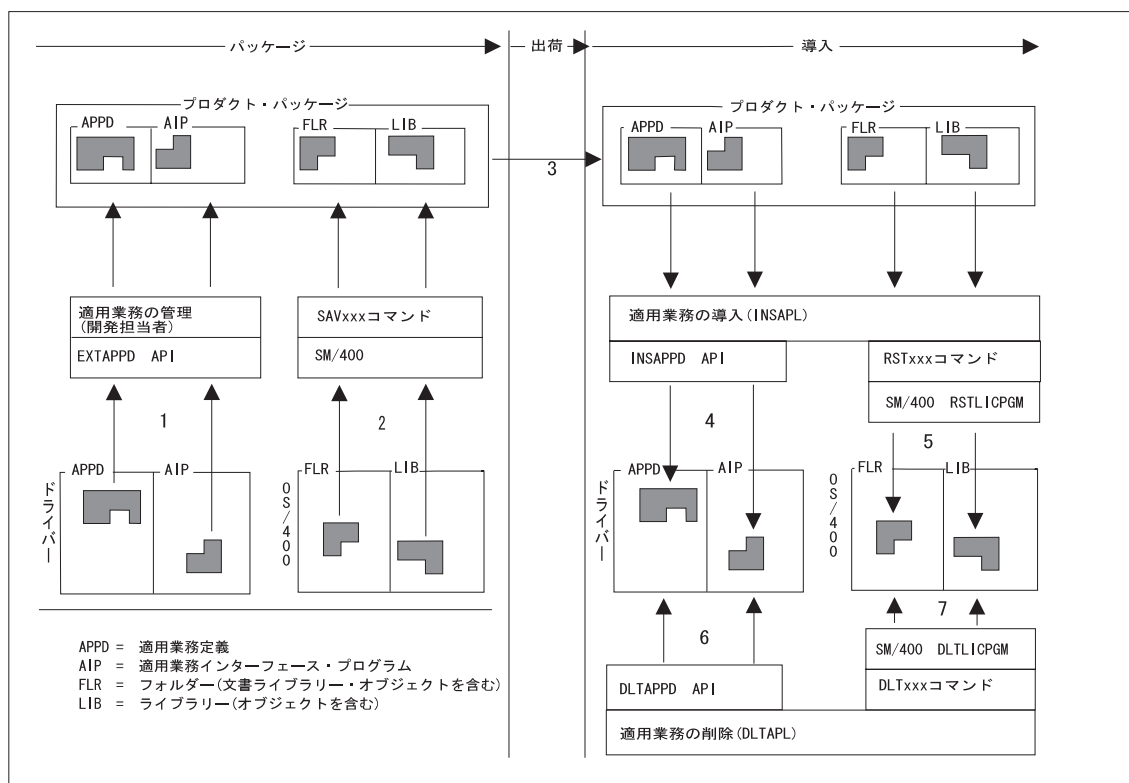 パッケージ
出荷
導入
プロダクト・パッケージ
APPD
AIP
FLR
LIB
プロダクト・パッケージ
APPD
AIP
FLR
LIB
3
適用業務の管理
(開発担当者)
EXTAPPD API
SAVxxxコマンド
SM/400
適用業務の導入(INSAPL)
INSAPPD API
RSTxxxコマンド
SM/400 RSTLICPGM
1
2
4
5
APPD
AIP
ドライバー
FLR
LIB
OS/400
APPD
AIP
ドライバー
FLR
LIB
OS/400
6
7
APPD = 適用業務定義
AIP = 適用業務インターフェース・プログラム
FLR = フォルダー(文書ライブラリー・オブジェクトを含む)
LIB = ライブラリー(オブジェクトを含む)
DLTAPPD API
SM/400 DLTLICPGM
DLTxxxコマンド
適用業務の削除(DLTAPL)